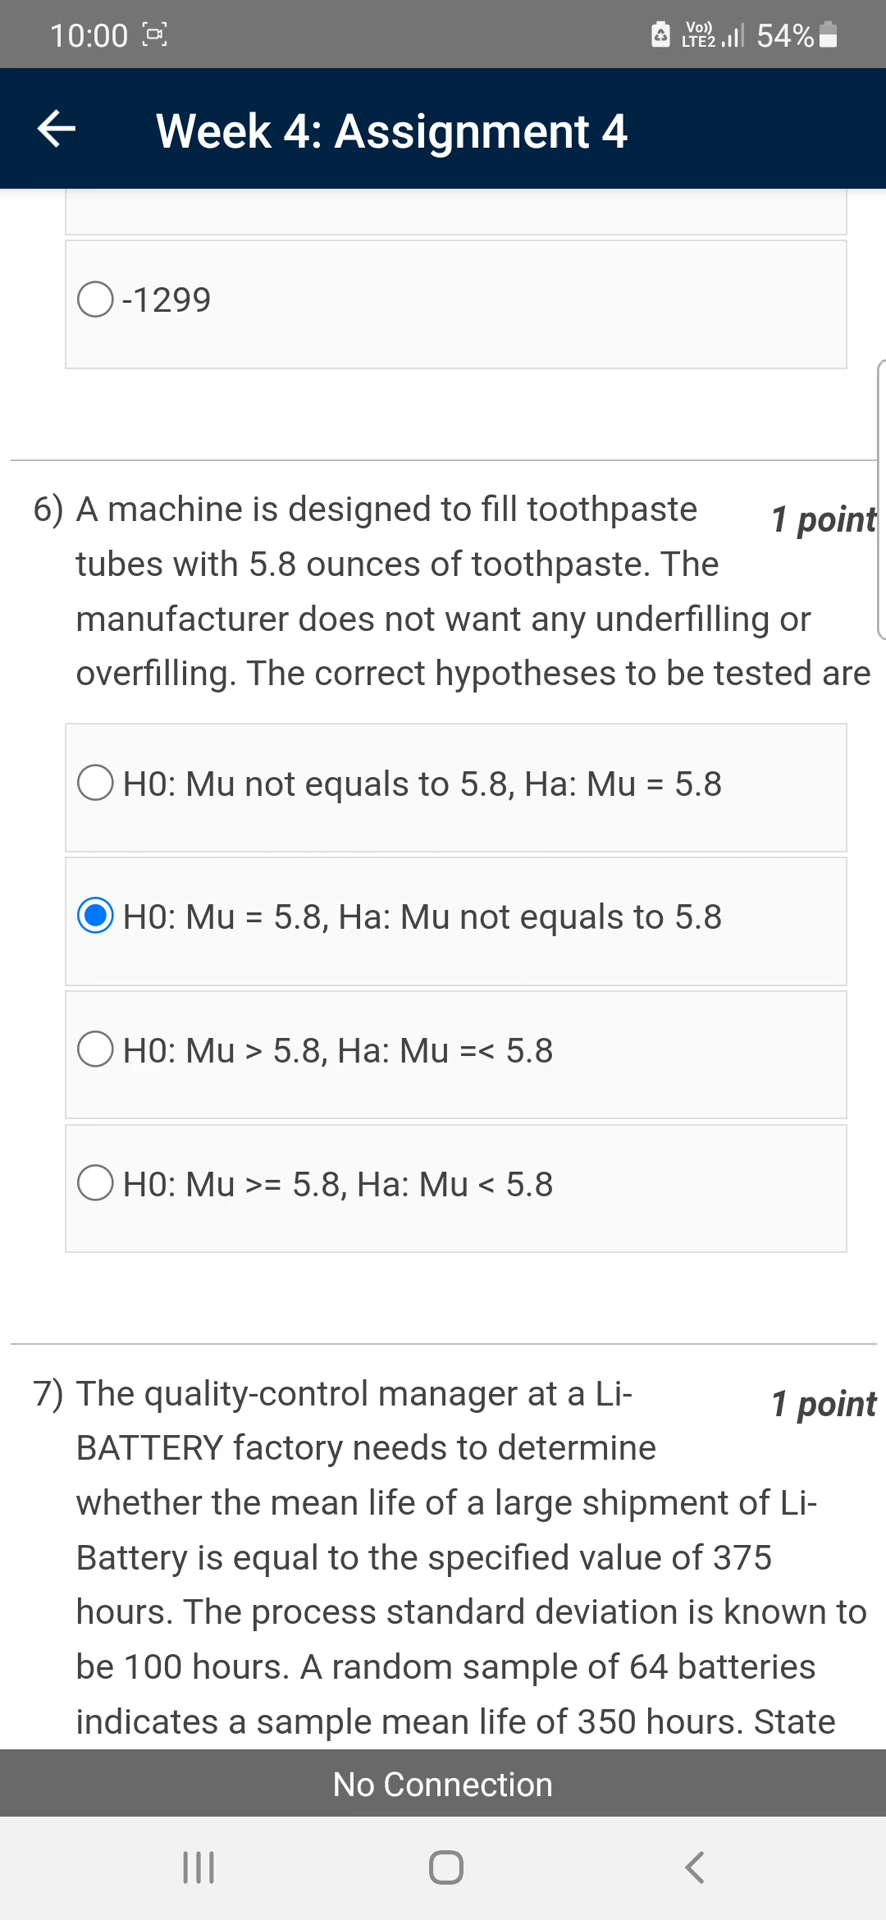 10:00
Vo))
LTE2
54%
Week 4: Assignment 4
-1299
6) A machine is designed to fill toothpaste
1 point
tubes with 5.8 ounces of toothpaste. The
manufacturer does not want any underfilling or
overfilling. The correct hypotheses to be tested are
H0: Mu not equals to 5.8, Ha: Mu = 5.8
H0: Mu = 5.8, Ha: Mu not equals to 5.8
H0: Mu > 5.8, Ha: Mu =< 5.8
H0: Mu >= 5.8, Ha: Mu < 5.8
7) The quality-control manager at a Li-
1 point
BATTERY factory needs to determine
whether the mean life of a large shipment of Li-
Battery is equal to the specified value of 375
hours. The process standard deviation is known to
be 100 hours. A random sample of 64 batteries
indicates a sample mean life of 350 hours. State
No Connection